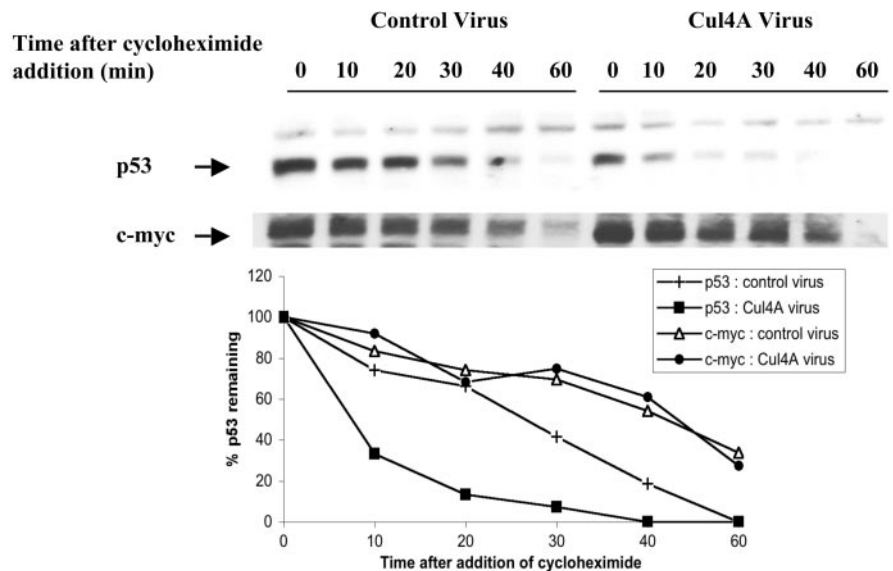 Control Virus Cul4A Virus
Time after cycloheximide
addition (min)
0 10 20 30 40 60 0 10 20 30 40 60
p53
c-myc
120
100
80
60
40
20
0
% p53 remaining
p53 : control virus
p53 : Cul4A virus
c-myc : control virus
c-myc : Cul4A virus
0 10 20 30 40 60
Time after addition of cycloheximide